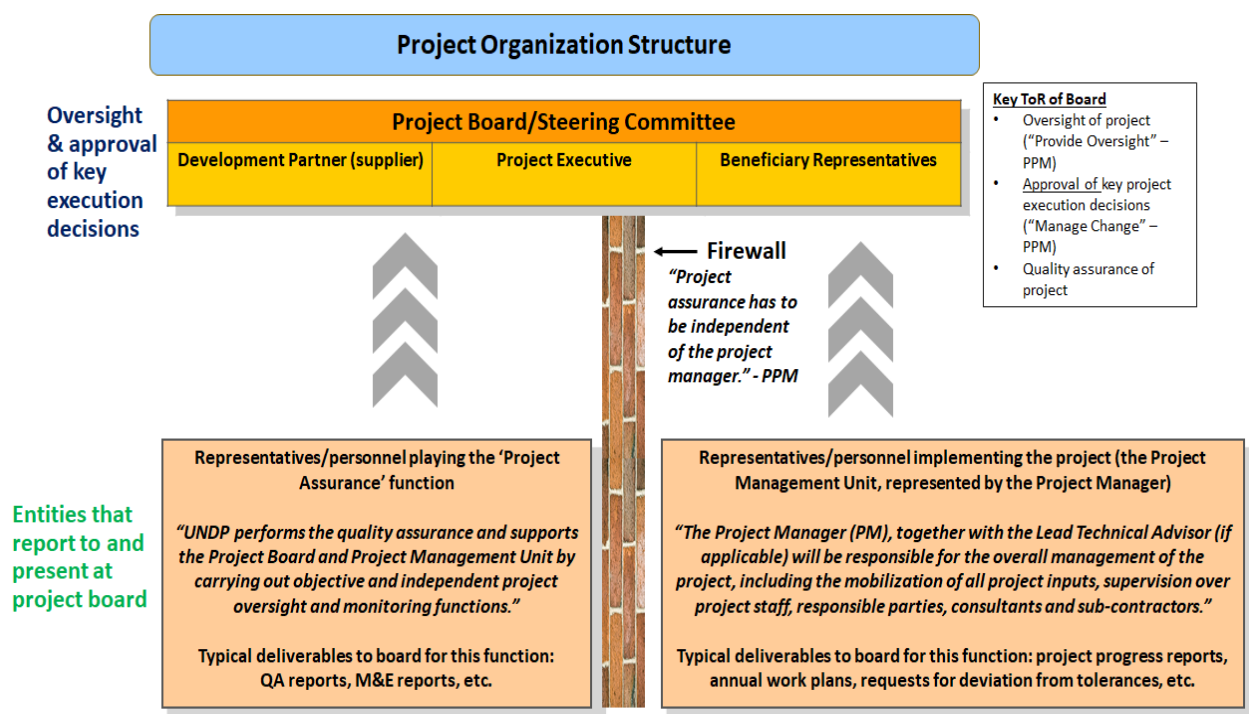 Project Organization Structure
Oversight
& approval
of key
execution
decisions
Project Board/Steering Committee
Development Partner (supplier)
Project Executive
Beneficiary Representatives
Key ToR of Board
• Oversight of project
(“Provide Oversight” –
PPM)
• Approval of key project
execution decisions
(“Manage Change” –
PPM)
• Quality assurance of
project
Firewall
“Project
assurance has to
be independent
of the project
manager.” - PPM
Entities that
report to and
present at
project board
Representatives/personnel playing the ‘Project
Assurance’ function
“UNDP performs the quality assurance and supports
the Project Board and Project Management Unit by
carrying out objective and independent project
oversight and monitoring functions.”
Typical deliverables to board for this function:
QA reports, M&E reports, etc.
Representatives/personnel implementing the project (the Project
Management Unit, represented by the Project Manager)
“The Project Manager (PM), together with the Lead Technical Advisor (if
applicable) will be responsible for the overall management of the
project, including the mobilization of all project inputs, supervision over
project staff, responsible parties, consultants and sub-contractors.”
Typical deliverables to board for this function: project progress reports,
annual work plans, requests for deviation from tolerances, etc.